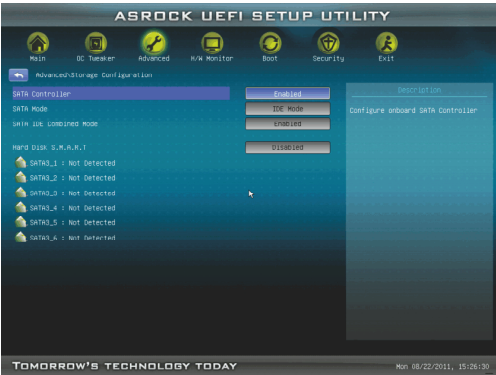 ASROCK UEFI SETUP UTILITY
Main OC Tweaker Advanced H/W Monitor Boot Security Exit
Advanced\Storage Configuration
SATA Controller Enabled
SATA Mode IDE Mode
SATA IDE Combined Mode Enabled
Hard Disk S.M.A.R.T Disabled
SATA3_1 : Not Detected
SATA3_2 : Not Detected
SATA3_3 : Not Detected
SATA3_4 : Not Detected
SATA3_5 : Not Detected
SATA3_6 : Not Detected
Description
Configure onboard SATA Controller
TOMORROW'S TECHNOLOGY TODAY
Mon 08/22/2011, 15:26:30